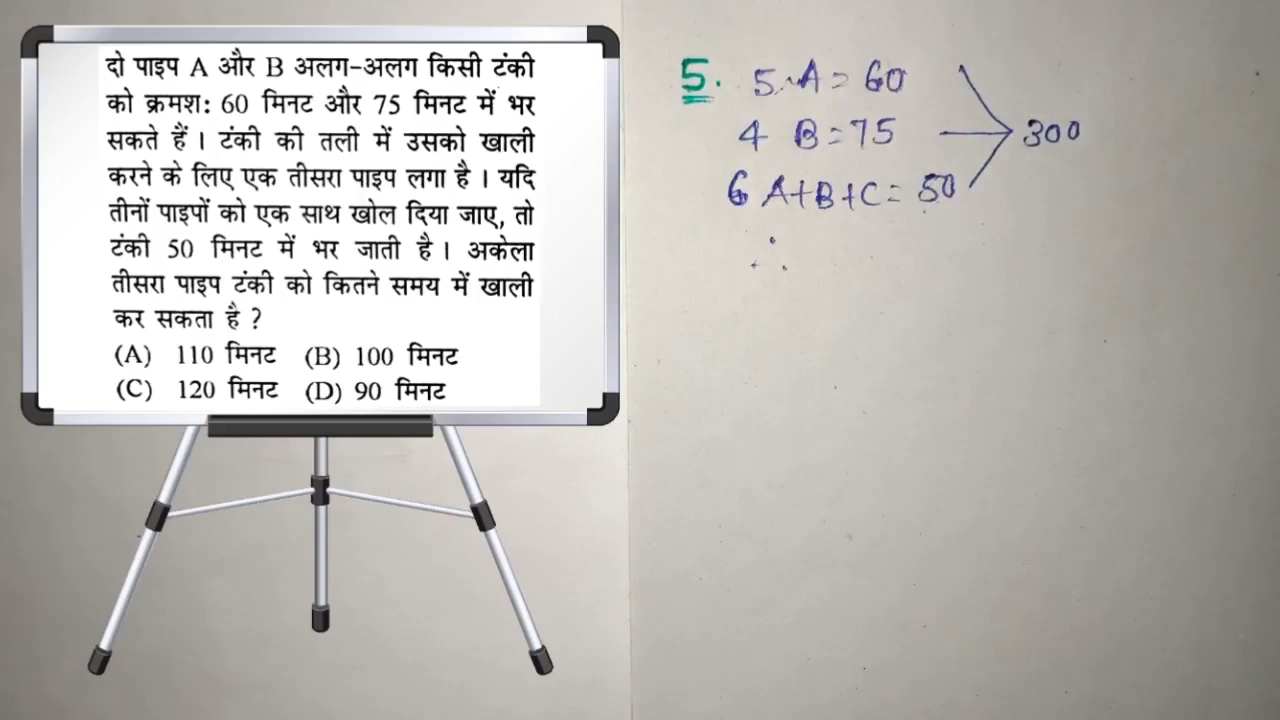 दो पाइप A और B अलग-अलग किसी टंकी
को क्रमश: 60 मिनट और 75 मिनट में भर
सकते हैं । टंकी की तली में उसको खाली
करने के लिए एक तीसरा पाइप लगा है । यदि
तीनों पाइपों को एक साथ खोल दिया जाए, तो
टंकी 50 मिनट में भर जाती है । अकेला
तीसरा पाइप टंकी को कितने समय में खाली
कर सकता है ?
(A) 110 मिनट (B) 100 मिनट
(C) 120 मिनट (D) 90 मिनट
5. 5 A = 60
4 B = 75
300
6 A+B+C = 50
∴